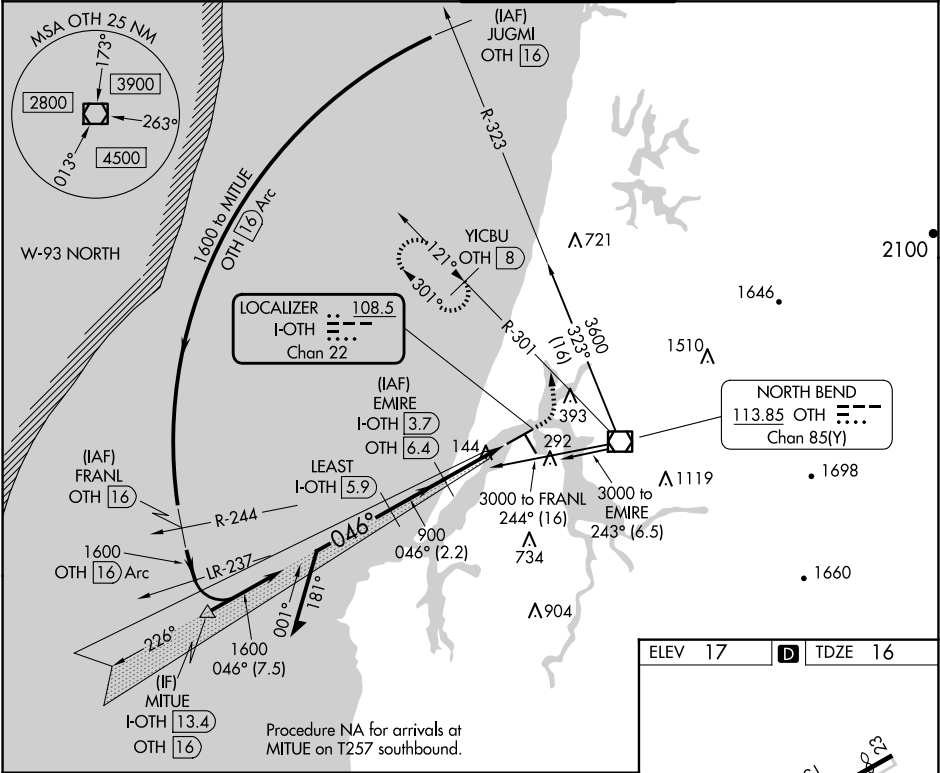 MSA OTH 25 NM
173°
3900
2800
263°
4500
013°
W-93 NORTH
(IAF)
JUGMI
OTH 16
R-323
1600 to MITUE
OTH 16 Arc
YICBU
OTH 8
121°
301°
R-301
3600
323°
(16)
721
2100
1646
1510
LOCALIZER 108.5
I-OTH
Chan 22
NORTH BEND
113.85 OTH
Chan 85(Y)
(IAF)
EMIRE
I-OTH 3.7
OTH 6.4
144
393
292
1119
1698
LEAST
I-OTH 5.9
(IAF)
FRANL
OTH 16
R-244
3000 to FRANL
244° (16)
3000 to
EMIRE
243° (6.5)
046°
900
046° (2.2)
734
1660
1600
OTH 16 Arc
LR-237
001°
181°
904
226°
1600
046° (7.5)
(IF)
MITUE
I-OTH 13.4
OTH 16
Procedure NA for arrivals at
MITUE on T257 southbound.
ELEV 17 D TDZE 16
23